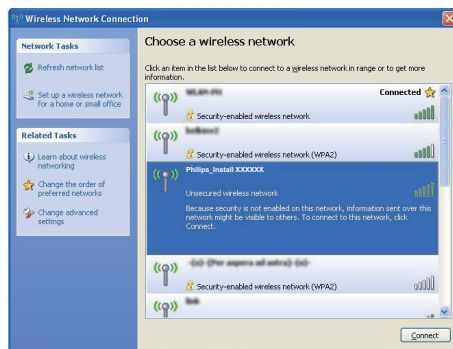 Wireless Network Connection
Network Tasks
Refresh network list
Set up a wireless network
for a home or small office
Related Tasks
Learn about wireless
networking
Change the order of
preferred networks
Change advanced
settings
Choose a wireless network
Click an item in the list below to connect to a wireless network in range or to get more
information.
Connected
Security-enabled wireless network
Security-enabled wireless network (WPA2)
Philips_Install XXXXXX
Unsecured wireless network
Because security is not enabled on this network, information sent over this
network might be visible to others. To connect to this network, click
Connect.
Security-enabled wireless network (WPA2)
Connect